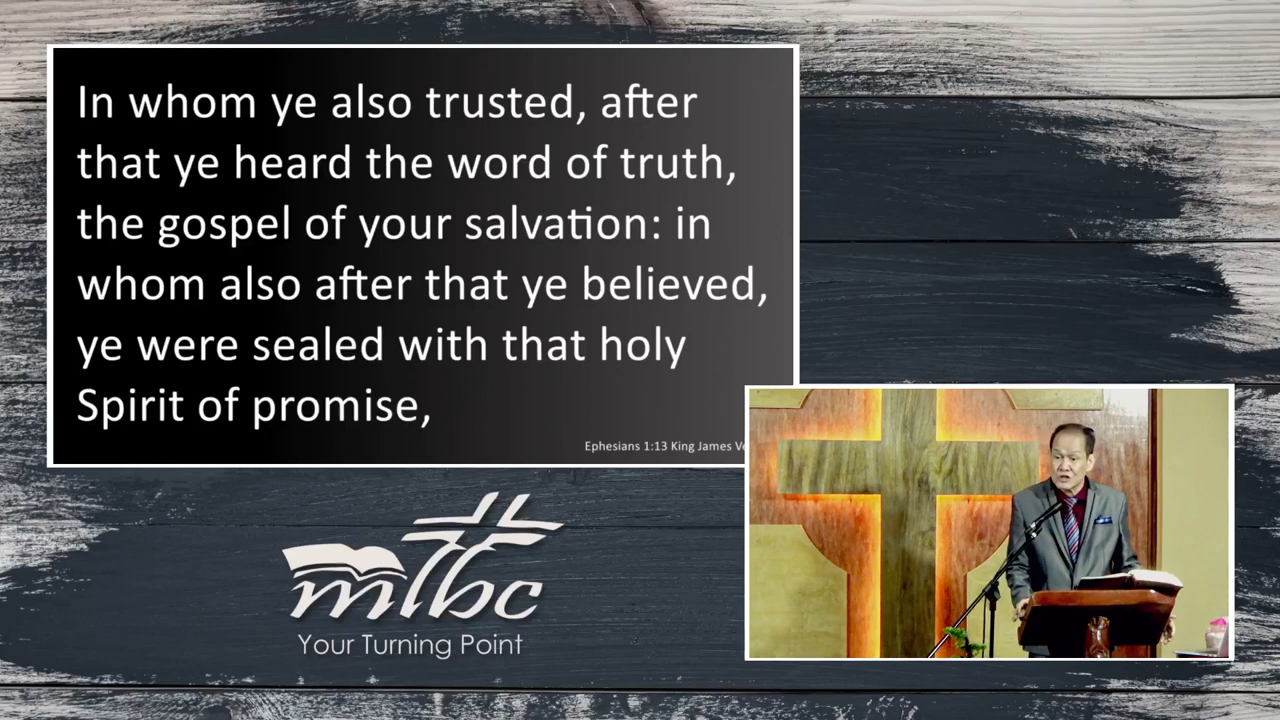 In whom ye also trusted, after
that ye heard the word of truth,
the gospel of your salvation: in
whom also after that ye believed,
ye were sealed with that holy
Spirit of promise,
Ephesians 1:13 King James
mlbc
Your Turning Point